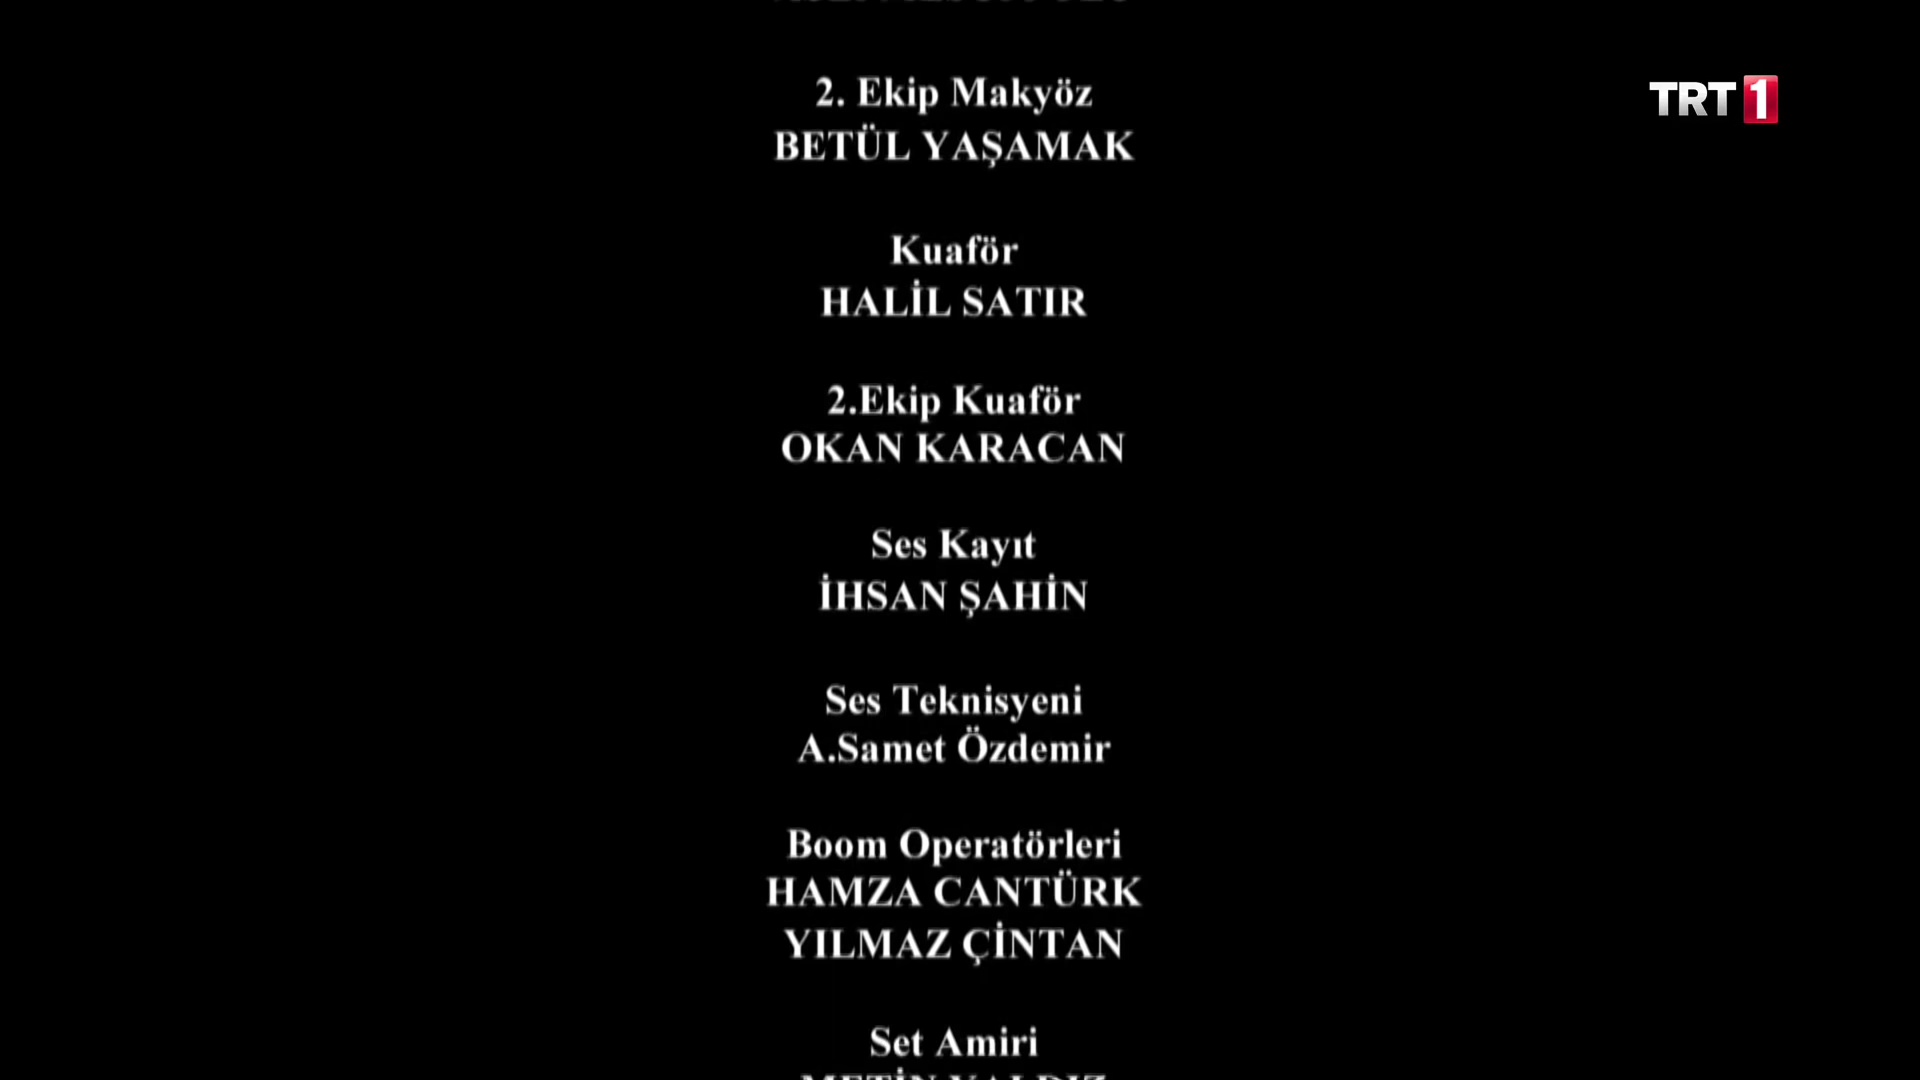 2. Ekip Makyöz
BETÜL YAŞAMAK
TRT 1
Kuaför
HALİL SATIR
2.Ekip Kuaför
OKAN KARACAN
Ses Kayıt
İHSAN ŞAHİN
Ses Teknisyeni
A.Samet Özdemir
Boom Operatörleri
HAMZA CANTÜRK
YILMAZ ÇİNTAN
Set Amiri